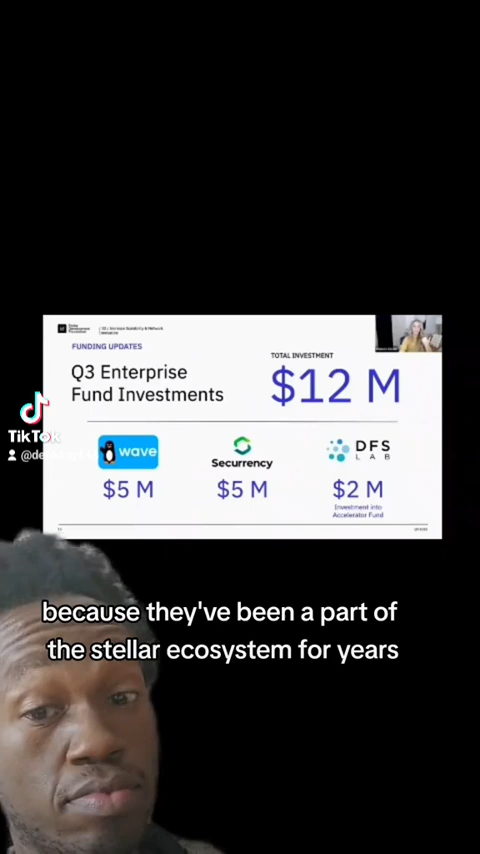 FUNDING UPDATES
Q3 Enterprise
Fund Investments
TOTAL INVESTMENT
$12 M
wave
Securrency
DFS
LAB
$5 M
$5 M
$2 M
Investment into
Accelerator Fund
TikTok
because they've been a part of
the stellar ecosystem for years